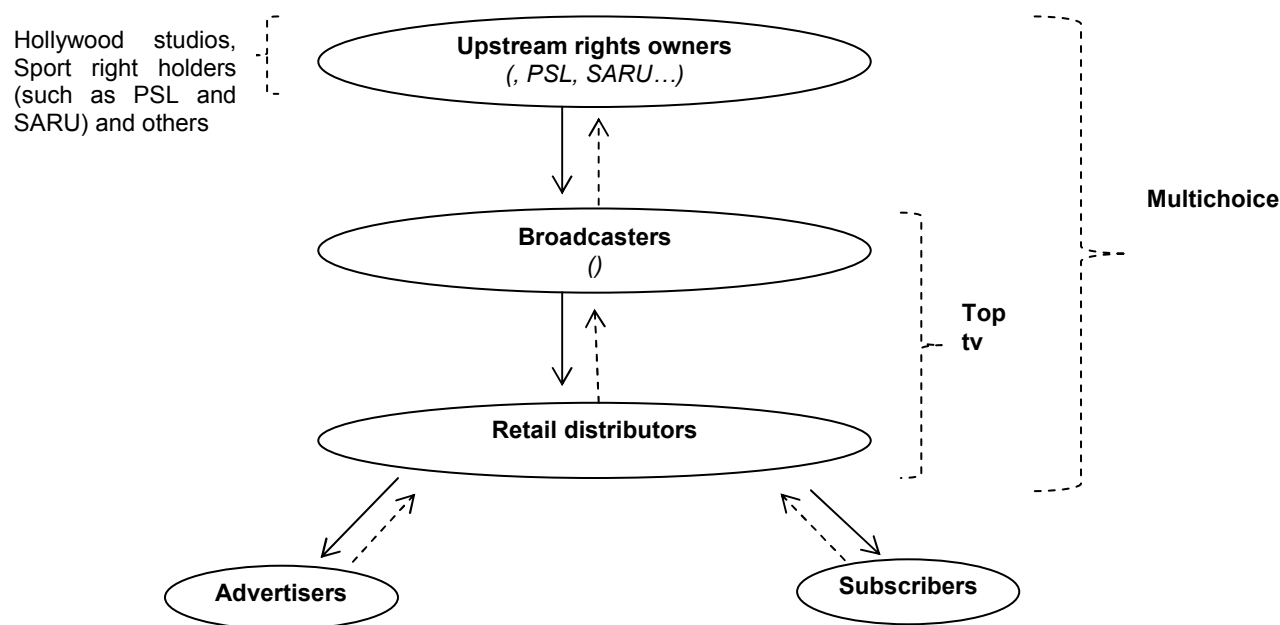 Hollywood studios,
Sport right holders
(such as PSL and
SARU) and others
Upstream rights owners
(, PSL, SARU…)
Multichoice
Broadcasters
()
Top
tv
Retail distributors
Advertisers
Subscribers